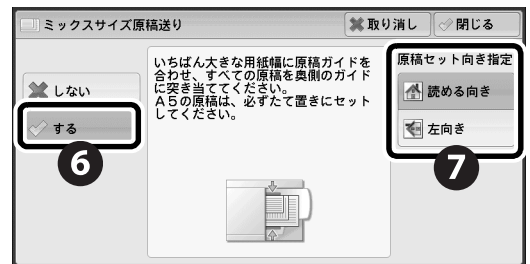 ミックスサイズ原稿送り
取り消し
閉じる
しない
する
6
いちばん大きな用紙幅に原稿ガイドを
合わせ、すべての原稿を奥側のガイド
に突き当ててください。
A5の原稿は、必ずたて置きにセット
してください。
原稿セット向き指定
読める向き
左向き
7